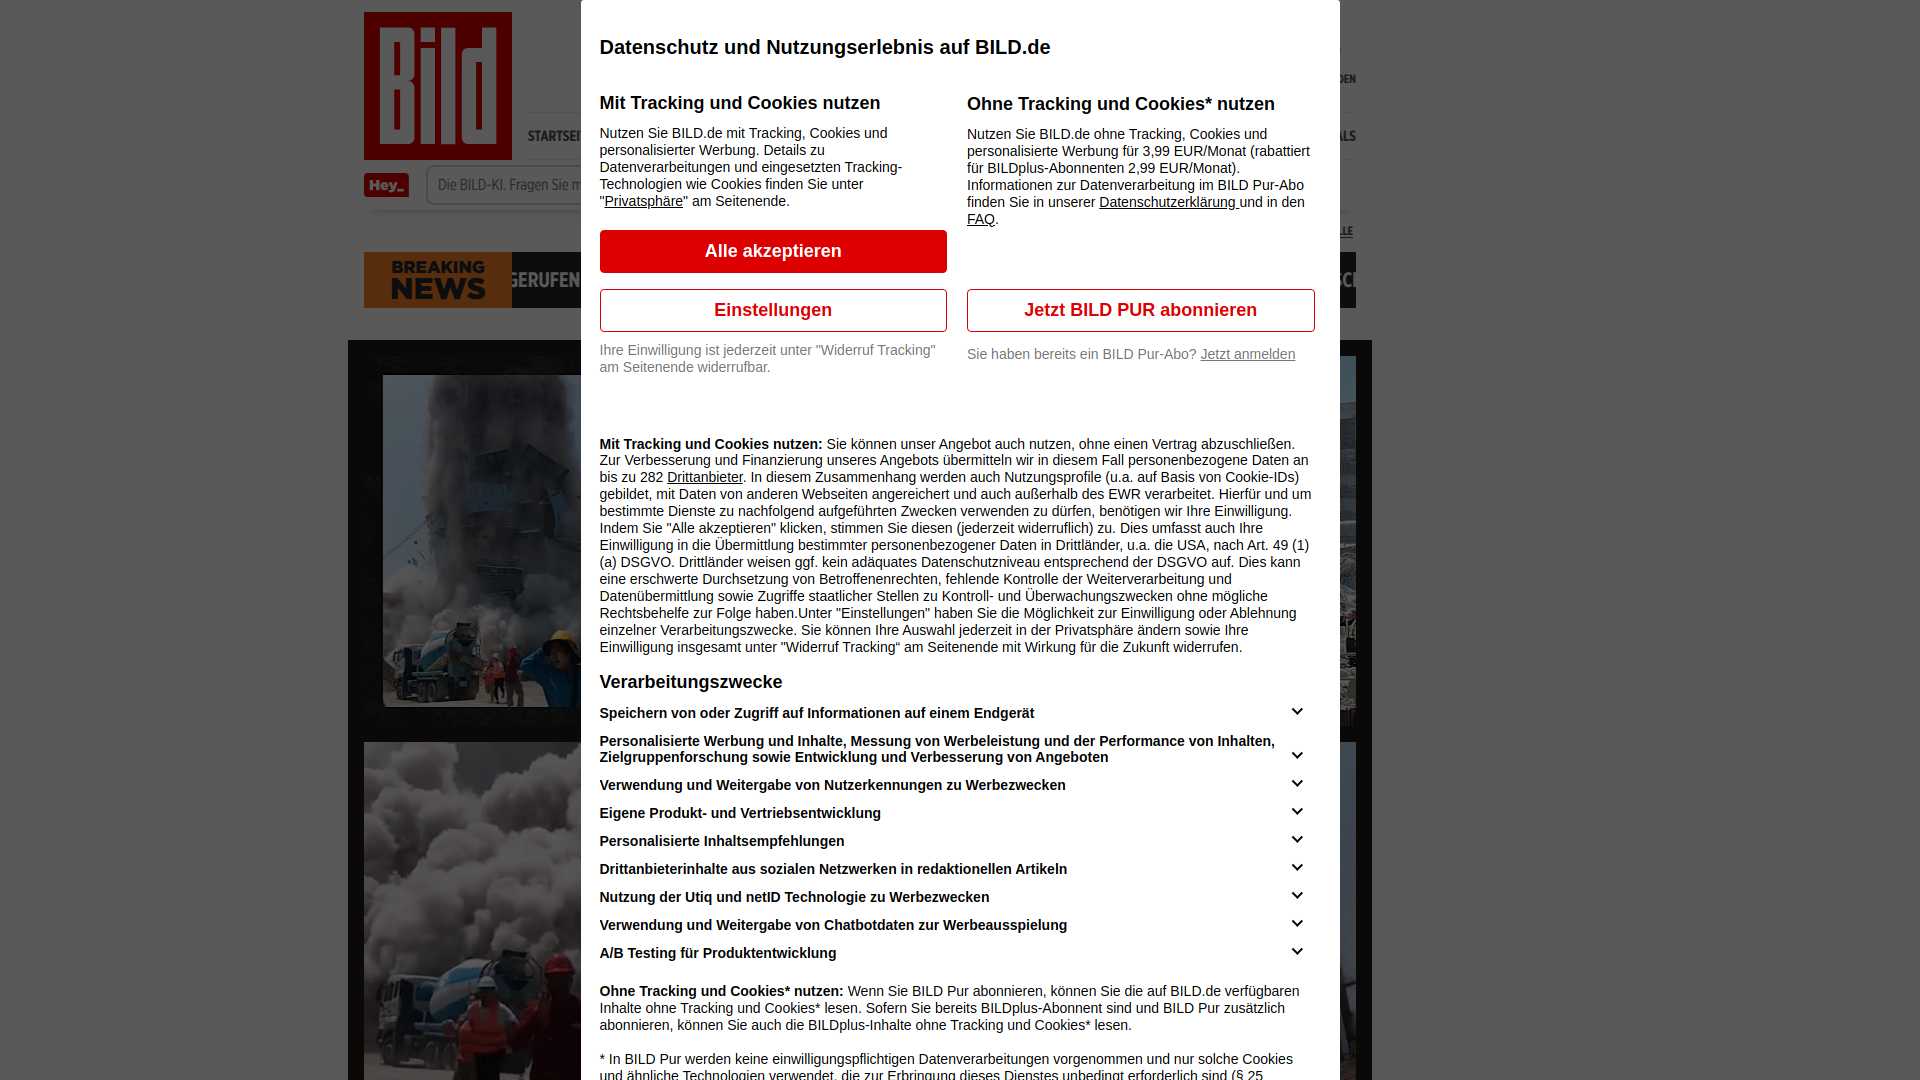 Bild
STARTSEI
Hey_
Die BILD-KI. Fragen Sie m
BREAKING
NEWS
GERUFEN
DEN
ALS
LLE
Datenschutz und Nutzungserlebnis auf BILD.de
Mit Tracking und Cookies nutzen
Nutzen Sie BILD.de mit Tracking, Cookies und
personalisierter Werbung. Details zu
Datenverarbeitungen und eingesetzten Tracking-
Technologien wie Cookies finden Sie unter
"Privatsphäre" am Seitenende.
Alle akzeptieren
Einstellungen
Ihre Einwilligung ist jederzeit unter "Widerruf Tracking"
am Seitenende widerrufbar.
Ohne Tracking und Cookies* nutzen
Nutzen Sie BILD.de ohne Tracking, Cookies und
personalisierte Werbung für 3,99 EUR/Monat (rabattiert
für BILDplus-Abonnenten 2,99 EUR/Monat).
Informationen zur Datenverarbeitung im BILD Pur-Abo
finden Sie in unserer Datenschutzerklärung und in den
FAQ.
Jetzt BILD PUR abonnieren
Sie haben bereits ein BILD Pur-Abo? Jetzt anmelden
Mit Tracking und Cookies nutzen: Sie können unser Angebot auch nutzen, ohne einen Vertrag abzuschließen.
Zur Verbesserung und Finanzierung unseres Angebots übermitteln wir in diesem Fall personenbezogene Daten an
bis zu 282 Drittanbieter. In diesem Zusammenhang werden auch Nutzungsprofile (u.a. auf Basis von Cookie-IDs)
gebildet, mit Daten von anderen Webseiten angereichert und auch außerhalb des EWR verarbeitet. Hierfür und um
bestimmte Dienste zu nachfolgend aufgeführten Zwecken verwenden zu dürfen, benötigen wir Ihre Einwilligung.
Indem Sie "Alle akzeptieren" klicken, stimmen Sie diesen (jederzeit widerruflich) zu. Dies umfasst auch Ihre
Einwilligung in die Übermittlung bestimmter personenbezogener Daten in Drittländer, u.a. die USA, nach Art. 49 (1)
(a) DSGVO. Drittländer weisen ggf. kein adäquates Datenschutzniveau entsprechend der DSGVO auf. Dies kann
eine erschwerte Durchsetzung von Betroffenenrechten, fehlende Kontrolle der Weiterverarbeitung und
Datenübermittlung sowie Zugriffe staatlicher Stellen zu Kontroll- und Überwachungszwecken ohne mögliche
Rechtsbehelfe zur Folge haben.Unter "Einstellungen" haben Sie die Möglichkeit zur Einwilligung oder Ablehnung
einzelner Verarbeitungszwecke. Sie können Ihre Auswahl jederzeit in der Privatsphäre ändern sowie Ihre
Einwilligung insgesamt unter "Widerruf Tracking“ am Seitenende mit Wirkung für die Zukunft widerrufen.
Verarbeitungszwecke
Speichern von oder Zugriff auf Informationen auf einem Endgerät
Personalisierte Werbung und Inhalte, Messung von Werbeleistung und der Performance von Inhalten,
Zielgruppenforschung sowie Entwicklung und Verbesserung von Angeboten
Verwendung und Weitergabe von Nutzerkennungen zu Werbezwecken
Eigene Produkt- und Vertriebsentwicklung
Personalisierte Inhaltsempfehlungen
Drittanbieterinhalte aus sozialen Netzwerken in redaktionellen Artikeln
Nutzung der Utiq und netID Technologie zu Werbezwecken
Verwendung und Weitergabe von Chatbotdaten zur Werbeausspielung
A/B Testing für Produktentwicklung
Ohne Tracking und Cookies* nutzen: Wenn Sie BILD Pur abonnieren, können Sie die auf BILD.de verfügbaren
Inhalte ohne Tracking und Cookies* lesen. Sofern Sie bereits BILDplus-Abonnent sind und BILD Pur zusätzlich
abonnieren, können Sie auch die BILDplus-Inhalte ohne Tracking und Cookies* lesen.
* In BILD Pur werden keine einwilligungspflichtigen Datenverarbeitungen vorgenommen und nur solche Cookies
und ähnliche Technologien verwendet, die zur Erbringung dieses Dienstes unbedingt erforderlich sind (§ 25